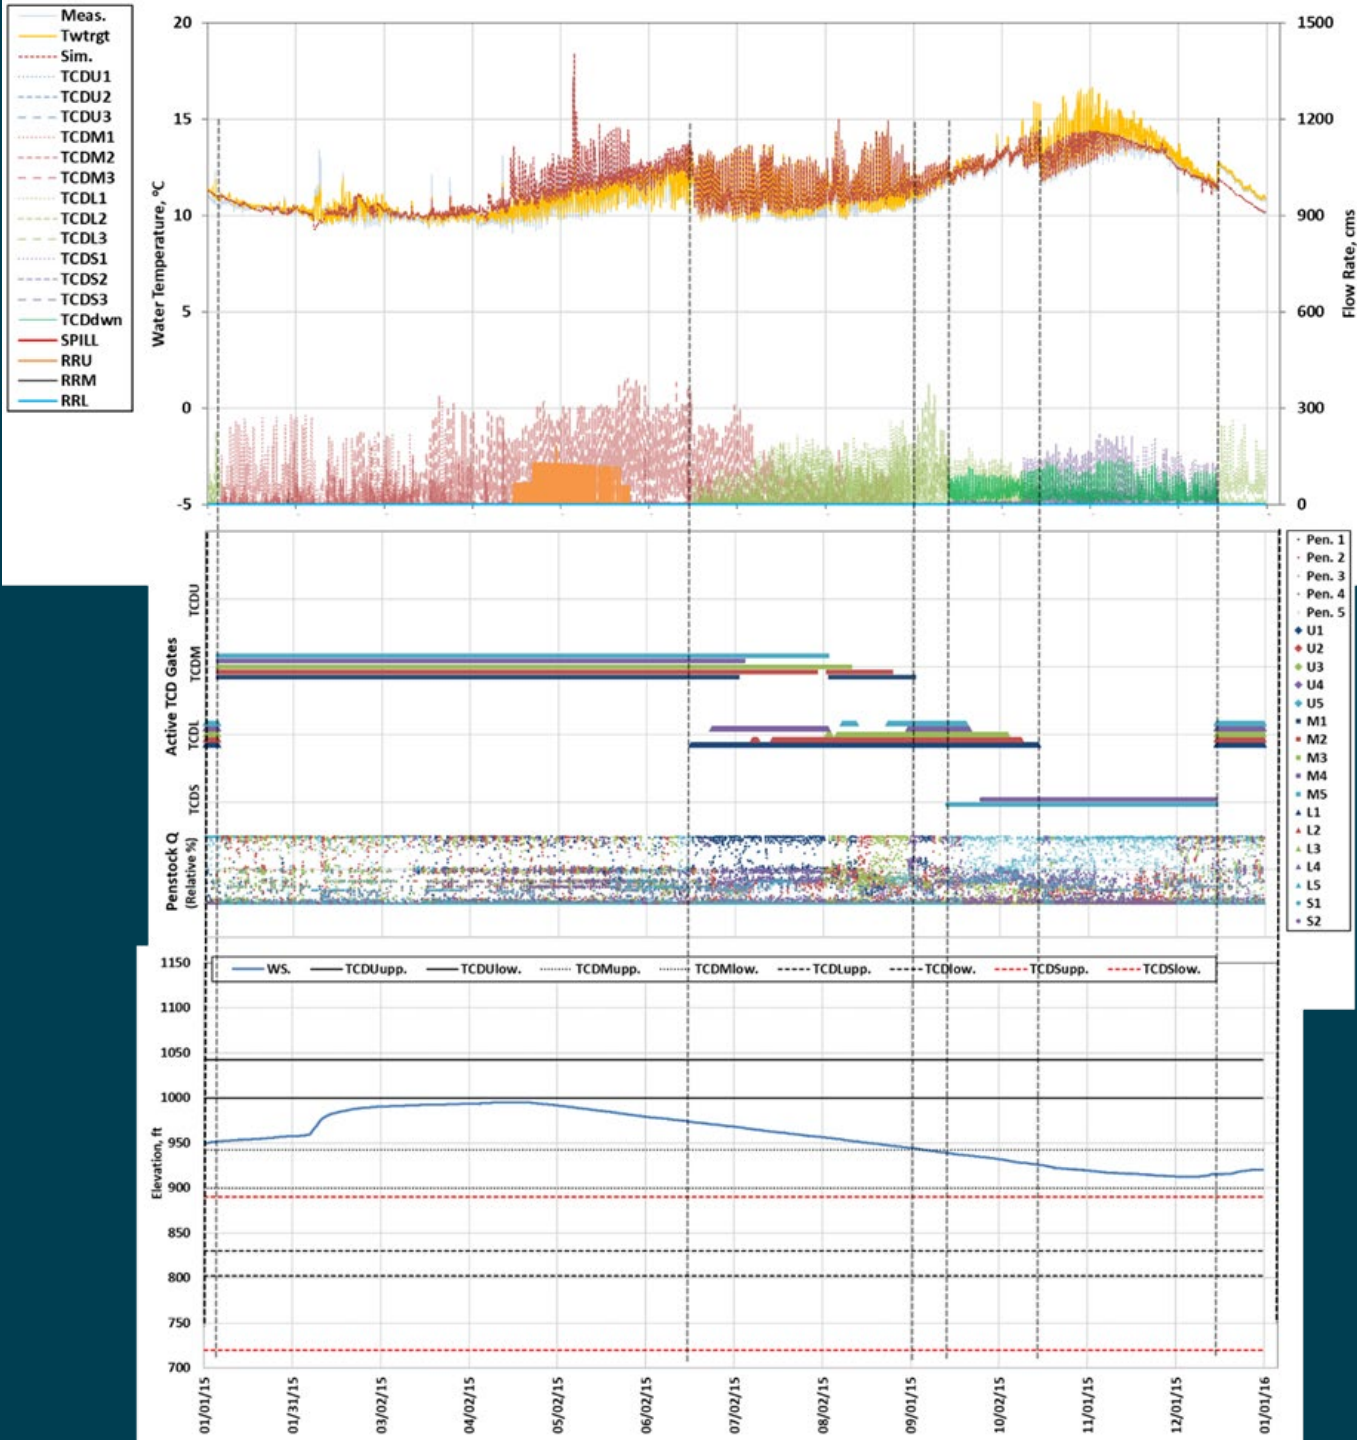 Meas.
Twtrgt
Sim.
TCDU1
TCDU2
TCDU3
TCDM1
TCDM2
TCDM3
TCDL1
TCDL2
TCDL3
TCDS1
TCDS2
TCDS3
TCDdwn
SPILL
RRU
RRM
RRL
Water Temperature, ºC
20
15
10
5
0
-5
1500
1200
900
600
300
0
Flow Rate, cms
Active TCD Gates
TCDU
TCDM
TCDL
TCDS
Penstock Q
(Relative %)
Pen. 1
Pen. 2
Pen. 3
Pen. 4
Pen. 5
U1
U2
U3
U4
U5
M1
M2
M3
M4
M5
L1
L2
L3
L4
L5
S1
S2
WS. TCDUupp. TCDUlow. TCDMupp. TCDMlow. TCDLupp. TCDllow. TCDSupp. TCDSlow.
Elevation, ft
1150
1100
1050
1000
950
900
850
800
750
700
01/01/15
01/31/15
03/02/15
04/02/15
05/02/15
06/02/15
07/02/15
08/02/15
09/01/15
10/02/15
11/01/15
12/02/15
01/01/16